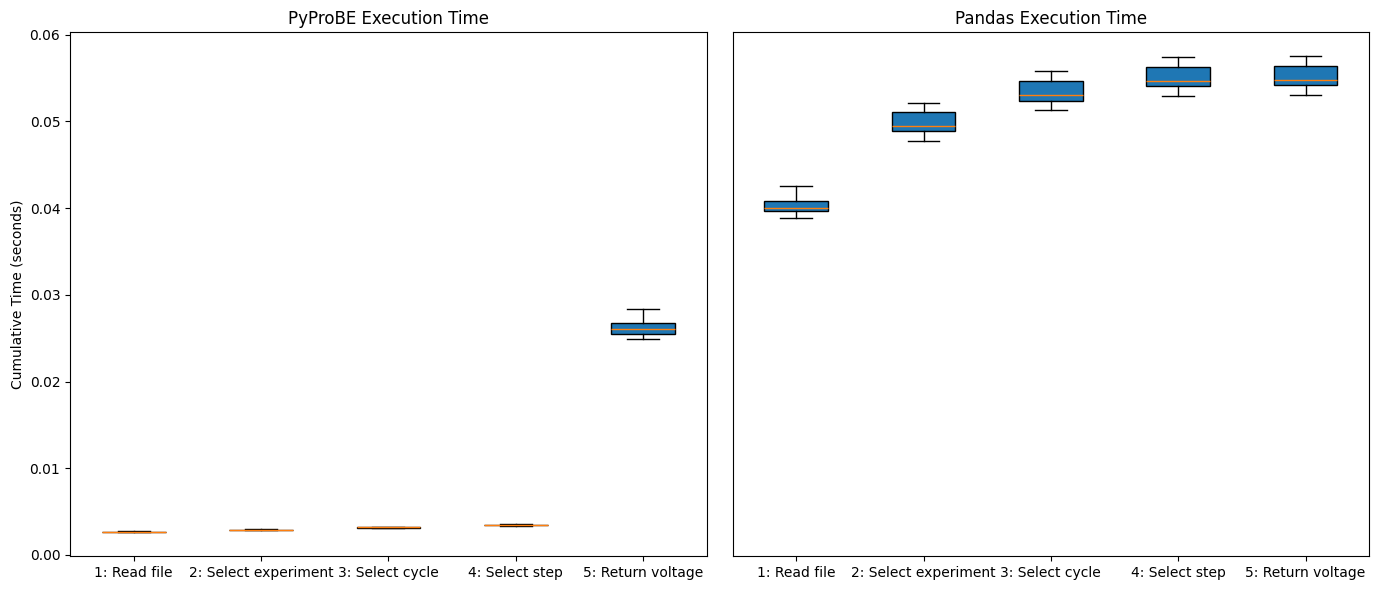 PyProBE Execution Time
Pandas Execution Time
Cumulative Time (seconds)
0.06
0.05
0.04
0.03
0.02
0.01
0.00
1: Read file 2: Select experiment 3: Select cycle 4: Select step 5: Return voltage
1: Read file 2: Select experiment 3: Select cycle 4: Select step 5: Return voltage